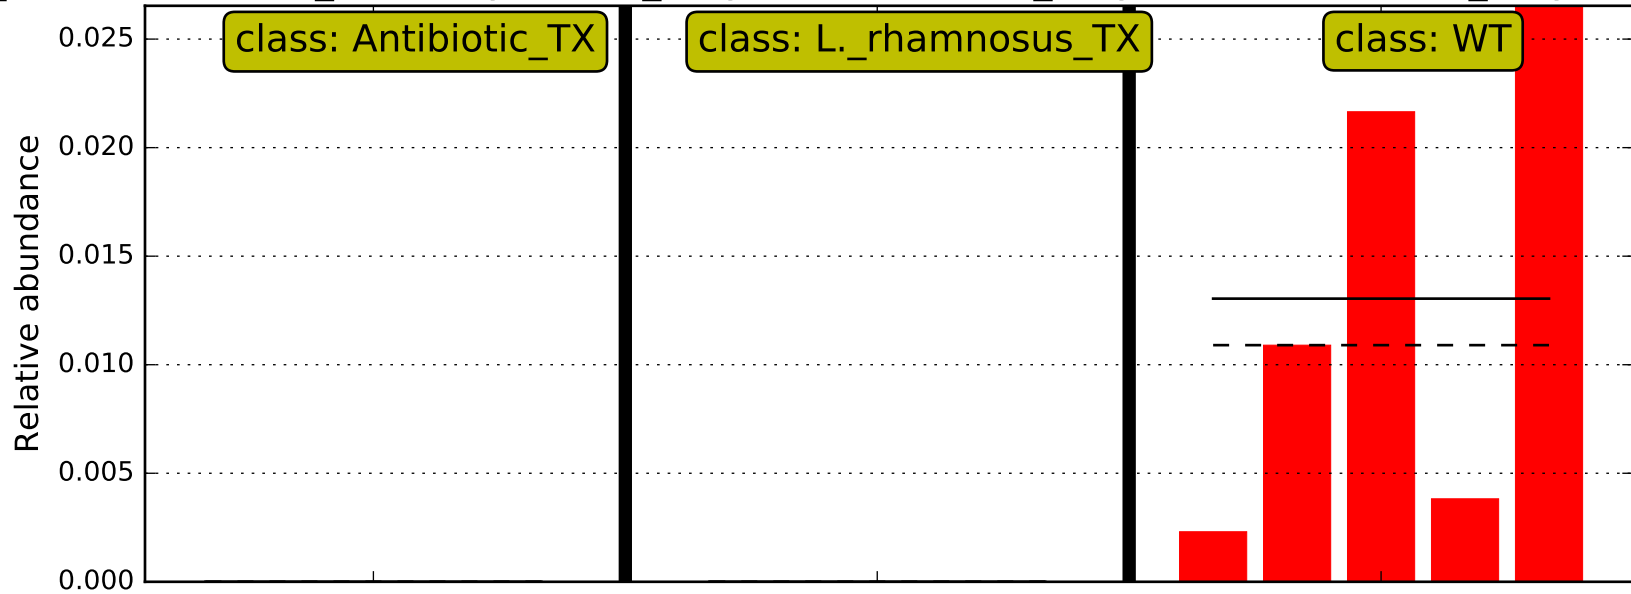 class: Antibiotic_TX
class: L._rhamnosus_TX
class: WT
Relative abundance
0.025
0.020
0.015
0.010
0.005
0.000